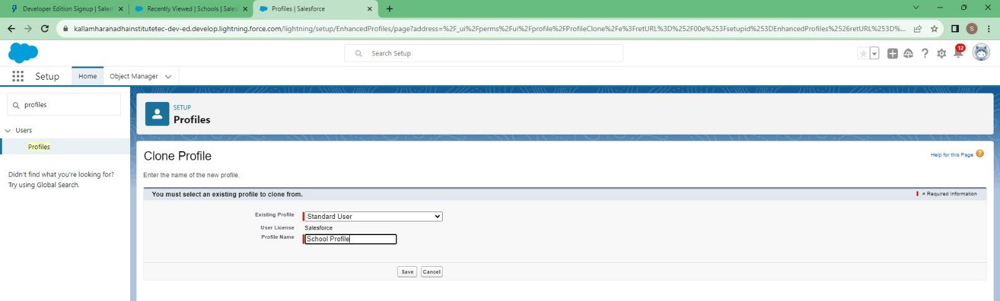 Developer Edition Signup | Sales
Recently Viewed | Schools | Sales
Profiles | Salesforce
kallamharanadhainstitutetec-dev-ed.develop.lightning.force.com/lightning/setup/EnhancedProfiles/page?address=%2F_ui%2Fperms%2Fui%2Fprofile%2FProfileClone%2Fe%3FretURL%3D%252F00e%253Fsetupid%253DEnhancedProfiles%2526retURL%253D%...
S
Search Setup
12
Setup
Home
Object Manager
profiles
Users
Profiles
Didn't find what you're looking for?
Try using Global Search.
SETUP
Profiles
Clone Profile
Help for this Page
Enter the name of the new profile.
You must select an existing profile to clone from.
= Required Information
Existing Profile Standard User
User License Salesforce
Profile Name School Profile
Save Cancel